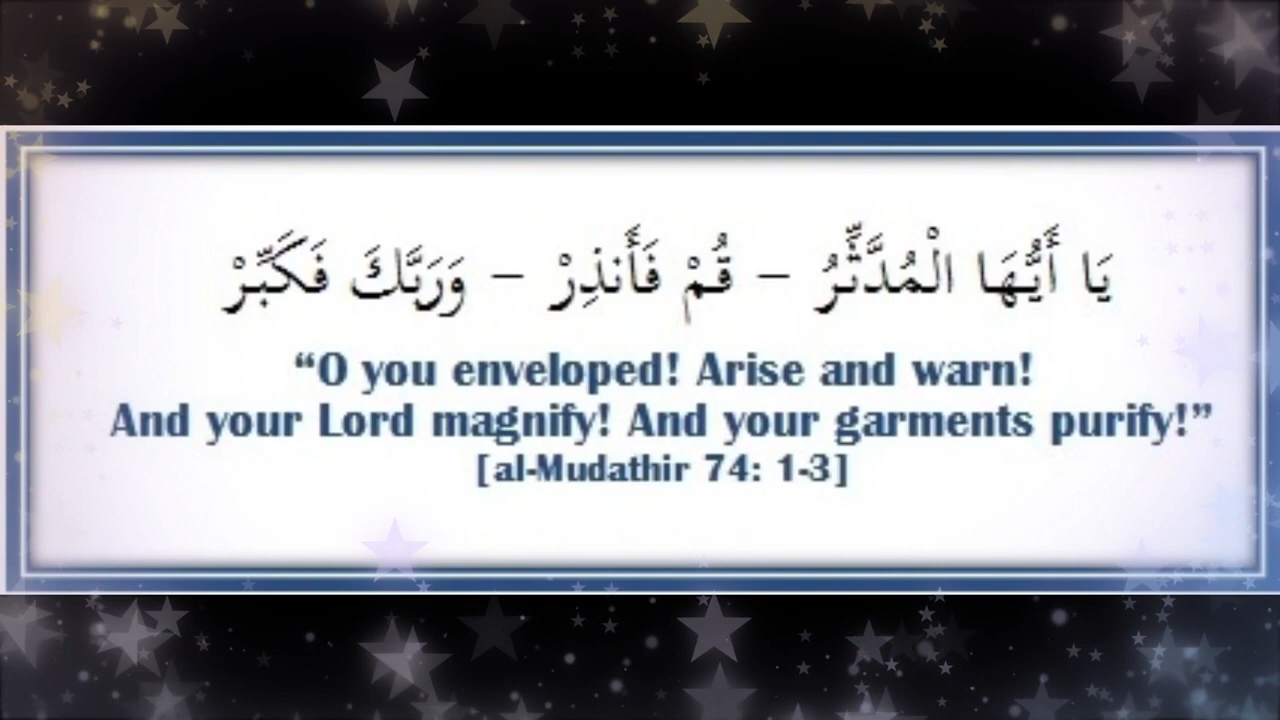 يَا أَيُّهَا الْمُدَّثِّرُ – قُمْ فَأَنذِرْ – وَرَبَّكَ فَكَبِّرْ
“O you enveloped! Arise and warn!
And your Lord magnify! And your garments purify!”
[al-Mudathir 74: 1-3]